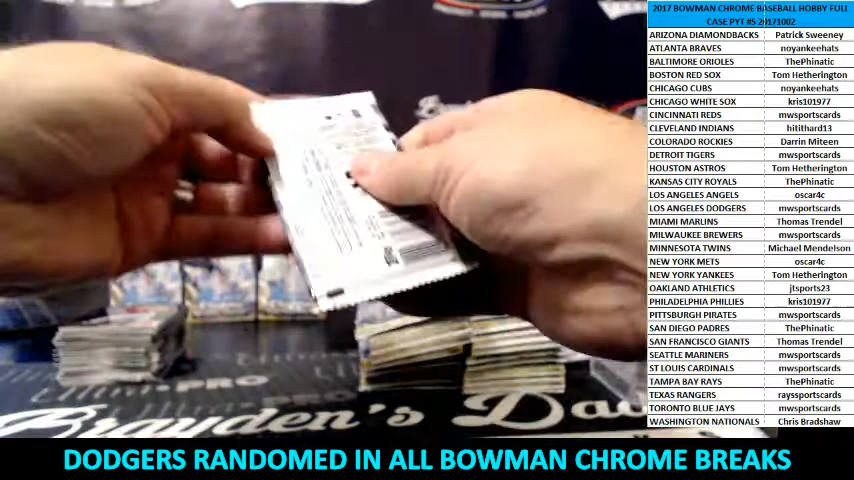 2017 BOWMAN CHROME BASEBALL HOBBY FULL
CASE PYT #5 20171002
ARIZONA DIAMONDBACKS Patrick Sweeney
ATLANTA BRAVES noyankeehats
BALTIMORE ORIOLES ThePhinatic
BOSTON RED SOX Tom Hetherington
CHICAGO CUBS noyankeehats
CHICAGO WHITE SOX kris101977
CINCINNATI REDS mwsportscards
CLEVELAND INDIANS hitithard13
COLORADO ROCKIES Darrin Miteen
DETROIT TIGERS mwsportscards
HOUSTON ASTROS Tom Hetherington
KANSAS CITY ROYALS ThePhinatic
LOS ANGELES ANGELS oscar4c
LOS ANGELES DODGERS mwsportscards
MIAMI MARLINS Thomas Trendel
MILWAUKEE BREWERS mwsportscards
MINNESOTA TWINS Michael Mendelson
NEW YORK METS oscar4c
NEW YORK YANKEES Tom Hetherington
OAKLAND ATHLETICS jtsports23
PHILADELPHIA PHILLIES kris101977
PITTSBURGH PIRATES mwsportscards
SAN DIEGO PADRES ThePhinatic
SAN FRANCISCO GIANTS Thomas Trendel
SEATTLE MARINERS mwsportscards
ST LOUIS CARDINALS mwsportscards
TAMPA BAY RAYS ThePhinatic
TEXAS RANGERS rayssportscards
TORONTO BLUE JAYS mwsportscards
WASHINGTON NATIONALS Chris Bradshaw
PRO
Brayden's Da
DODGERS RANDOMED IN ALL BOWMAN CHROME BREAKS